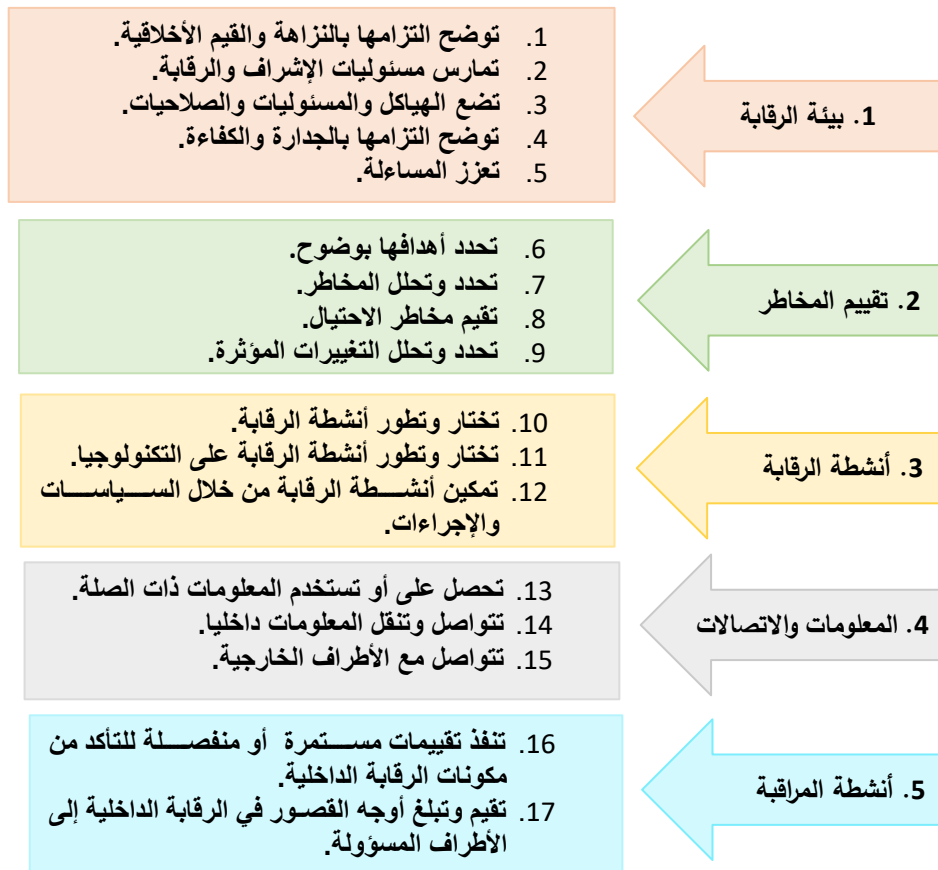 1. بيئة الرقابة
1. توضح التزامها بالنزاهة والقيم الأخلاقية.
2. تمارس مسئوليات الإشراف والرقابة.
3. تضع الهياكل والمسئوليات والصلاحيات.
4. توضح التزامها بالجدارة والكفاءة.
5. تعزز المساءلة.
2. تقييم المخاطر
6. تحدد أهدافها بوضوح.
7. تحدد وتحلل المخاطر.
8. تقيم مخاطر الاحتيال.
9. تحدد وتحلل التغييرات المؤثرة.
3. أنشطة الرقابة
10. تختار وتطور أنشطة الرقابة.
11. تختار وتطور أنشطة الرقابة على التكنولوجيا.
12. تمكين أنشـــطة الرقابة من خلال الســـياســـات
والإجراءات.
4. المعلومات والاتصالات
13. تحصل على أو تستخدم المعلومات ذات الصلة.
14. تتواصل وتنقل المعلومات داخليا.
15. تتواصل مع الأطراف الخارجية.
5. أنشطة المراقبة
16. تنفذ تقييمات مســـتمرة أو منفصـــلة للتأكد من
مكونات الرقابة الداخلية.
17. تقيم وتبلغ أوجه القصـور في الرقابة الداخلية إلى
الأطراف المسؤولة.